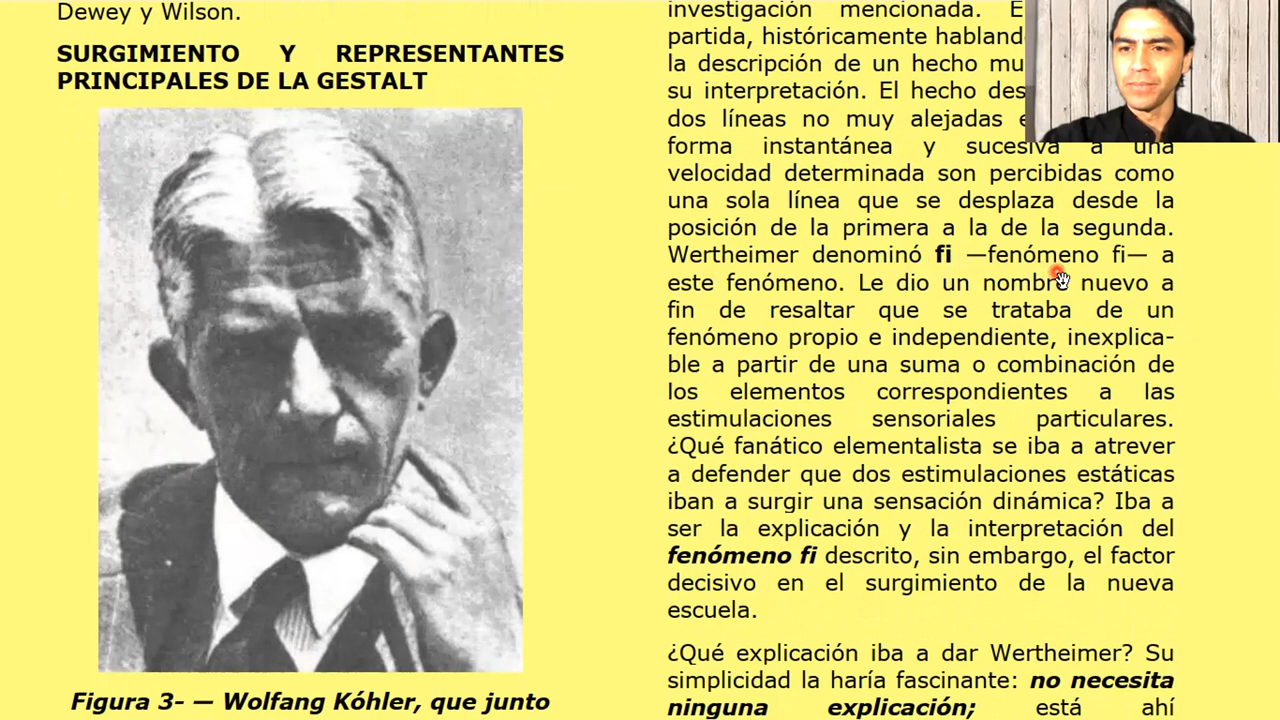 Dewey y Wilson.
SURGIMIENTO Y REPRESENTANTES
PRINCIPALES DE LA GESTALT
Figura 3- — Wolfang Kóhler, que junto
investigación mencionada.
partida, históricamente
la descripción de un hecho
su interpretación. El hecho
dos líneas no muy alejadas
forma instantánea y sucesiva a una
velocidad determinada son percibidas como
una sola línea que se desplaza desde la
posición de la primera a la de la segunda.
Wertheimer denominó fi —fenómeno fi— a
este fenómeno. Le dio un nombre nuevo a
fin de resaltar que se trataba de un
fenómeno propio e independiente, inexplica-
ble a partir de una suma o combinación de
los elementos correspondientes a las
estimulaciones sensoriales particulares.
¿Qué fanático elementalista se iba a atrever
a defender que dos estimulaciones estáticas
iban a surgir una sensación dinámica? Iba a
ser la explicación y la interpretación del
fenómeno fi descrito, sin embargo, el factor
decisivo en el surgimiento de la nueva
escuela.
¿Qué explicación iba a dar Wertheimer? Su
simplicidad la haría fascinante: no necesita
ninguna explicación; está ahí